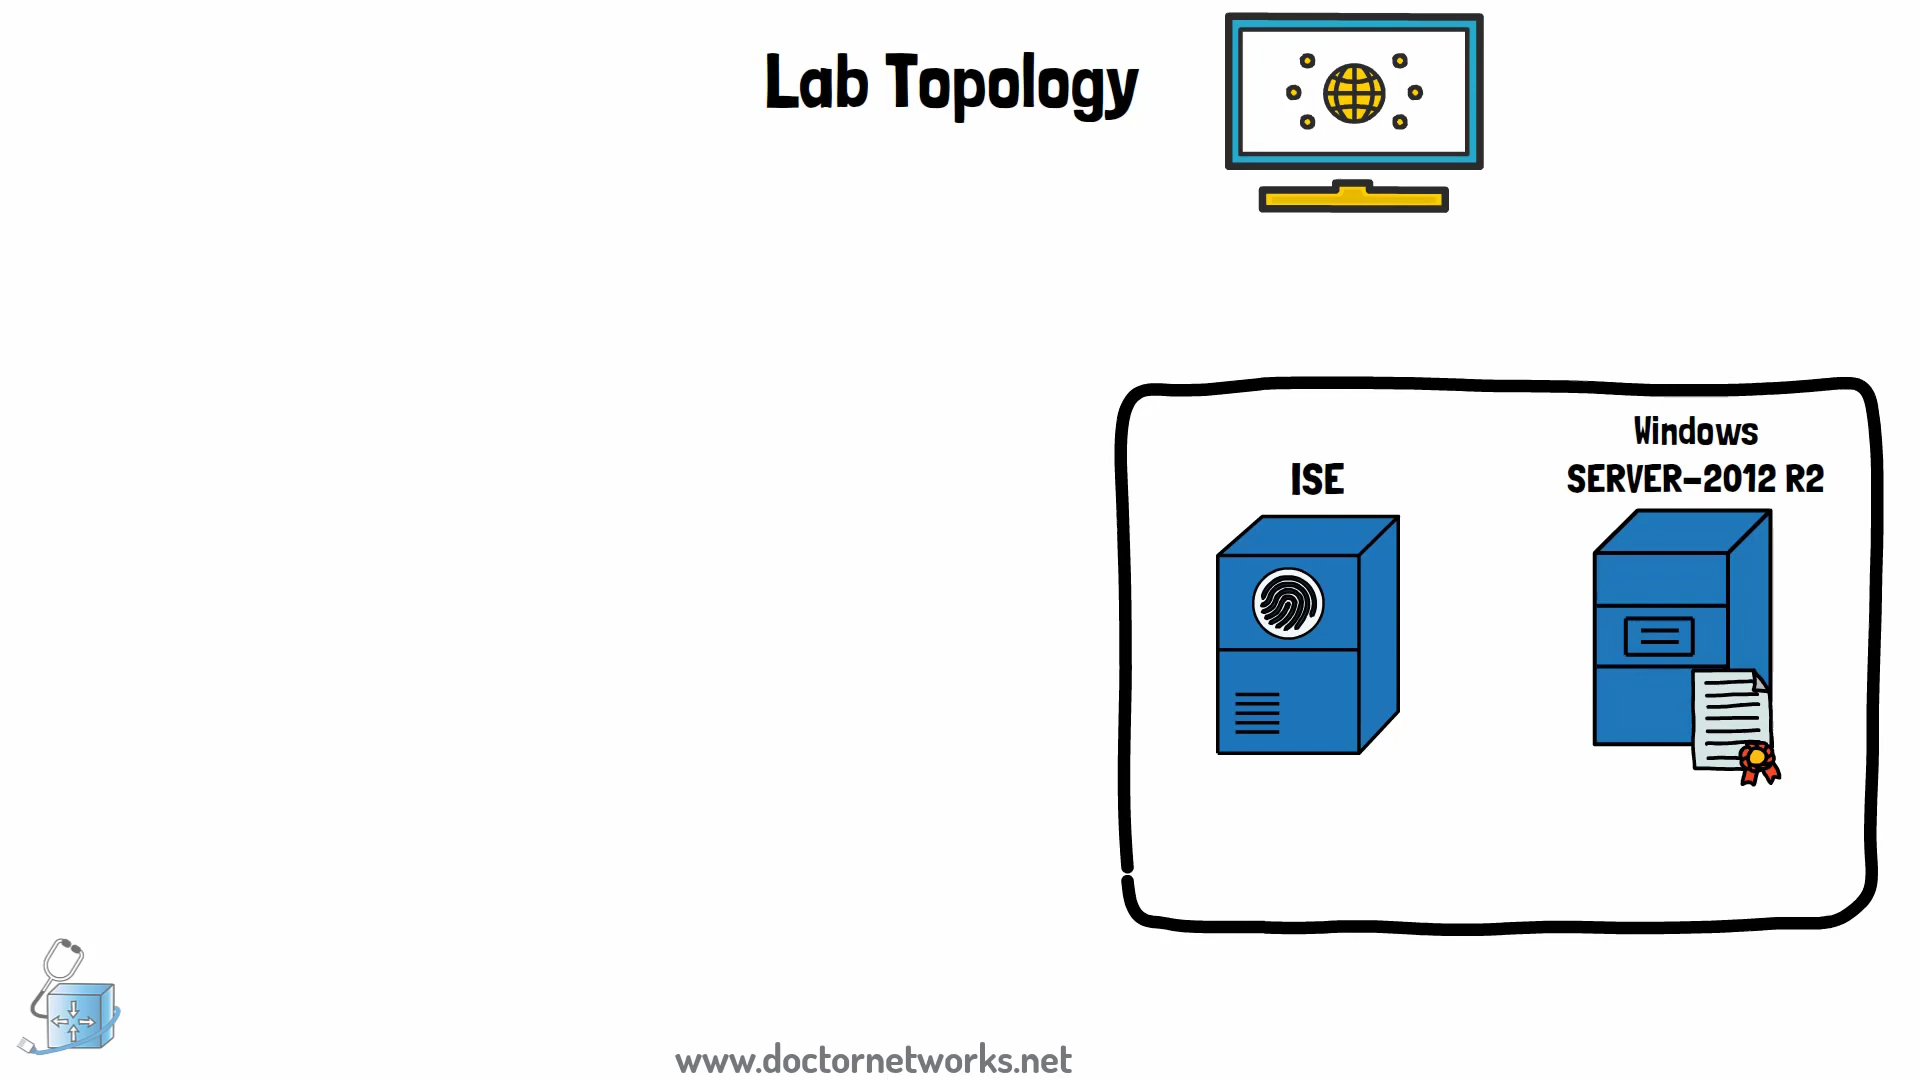 Lab Topology
Windows
SERVER-2012 R2
ISE
www.doctornetworks.net